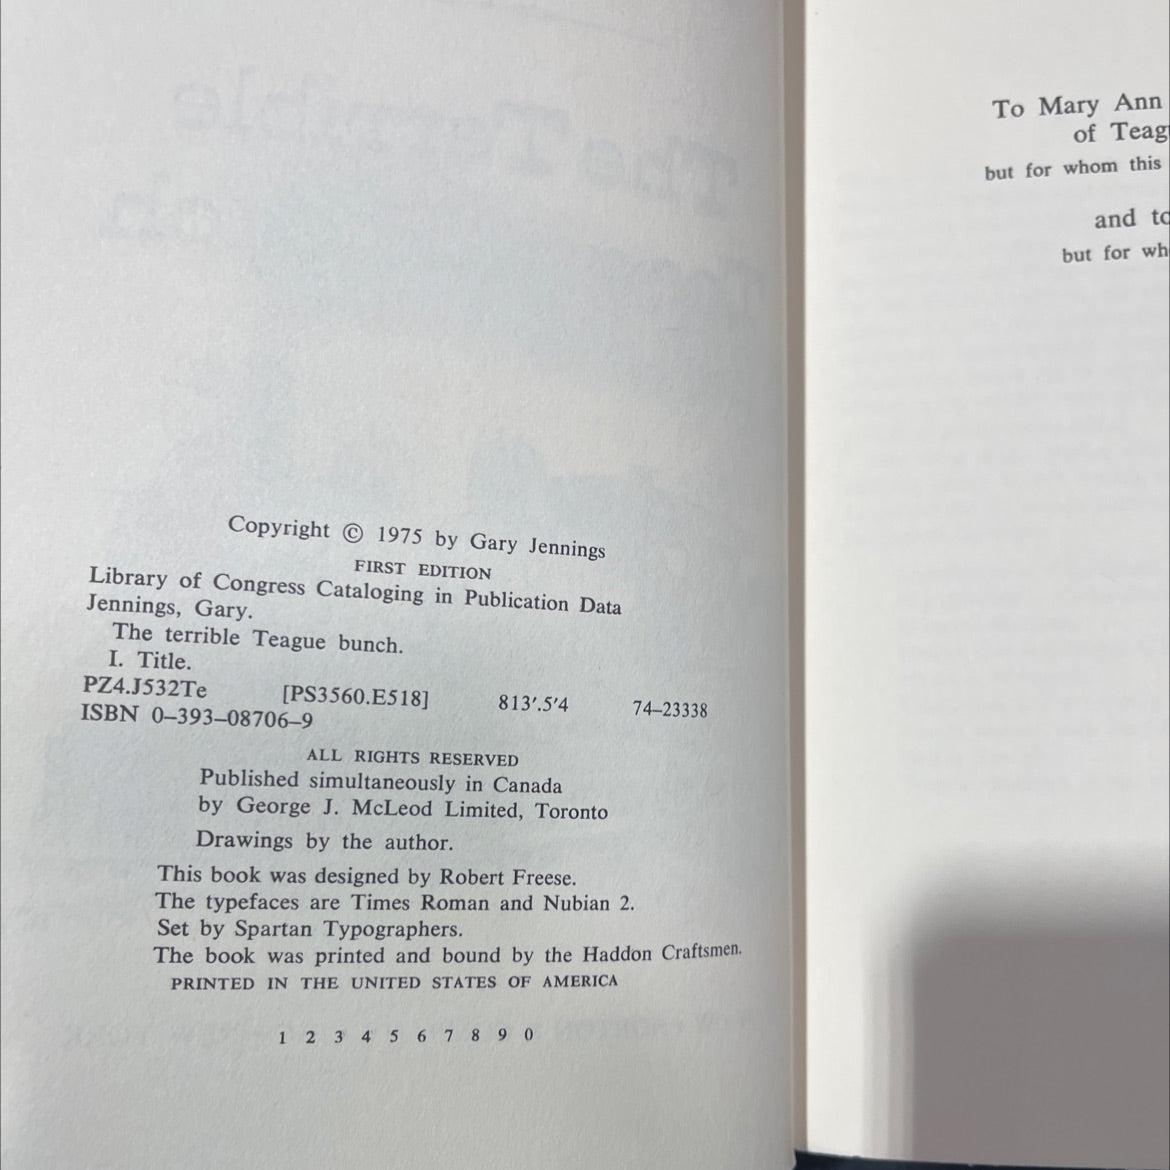 Copyright © 1975 by Gary Jennings
FIRST EDITION
Library of Congress Cataloging in Publication Data
Jennings, Gary.
The terrible Teague bunch.
I. Title.
PZ4.J532Te [PS3560.E518] 813'.5'4 74–23338
ISBN 0–393–08706–9
ALL RIGHTS RESERVED
Published simultaneously in Canada
by George J. McLeod Limited, Toronto
Drawings by the author.
This book was designed by Robert Freese.
The typefaces are Times Roman and Nubian 2.
Set by Spartan Typographers.
The book was printed and bound by the Haddon Craftsmen.
PRINTED IN THE UNITED STATES OF AMERICA
1 2 3 4 5 6 7 8 9 0
To Mary Ann
of Teag
but for whom this
and to
but for wh